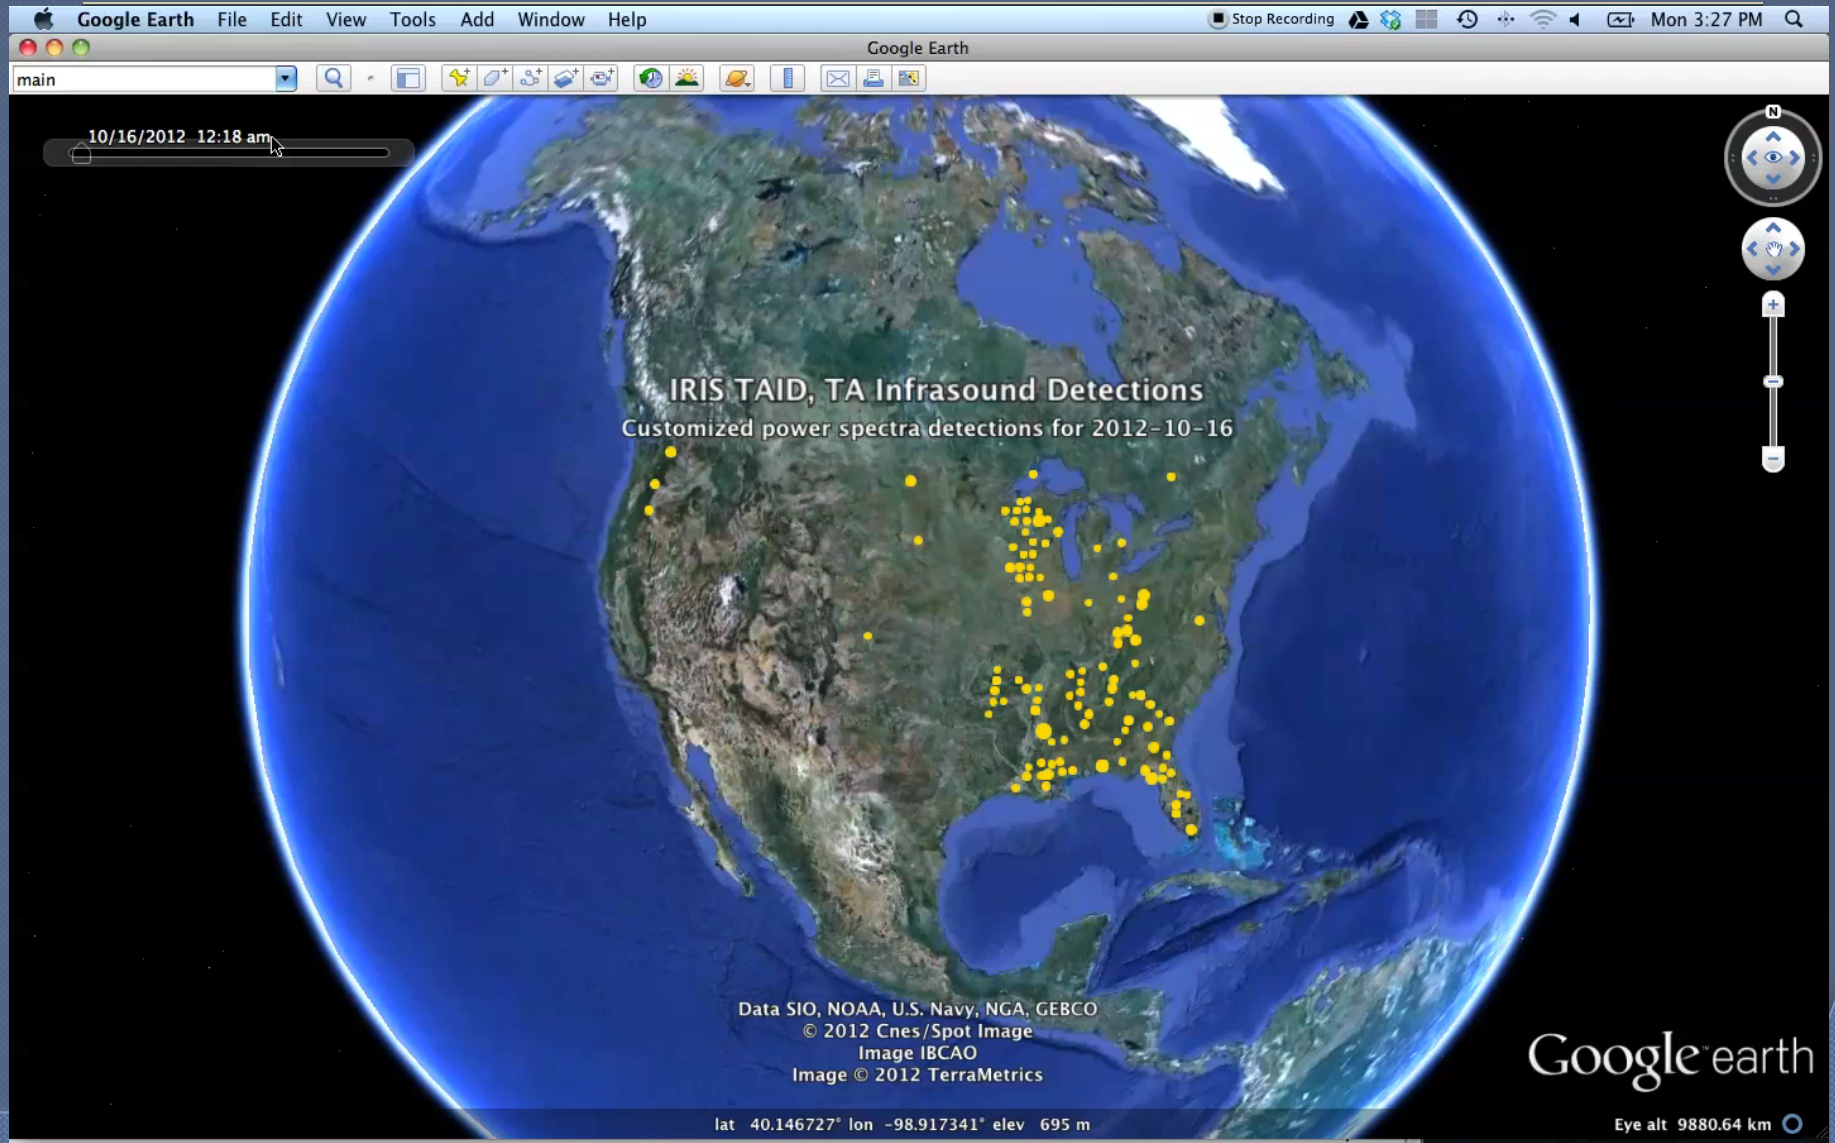 Google Earth File Edit View Tools Add Window Help Stop Recording Mon 3:27 PM
Google Earth
main
10/16/2012 12:18 am
N
IRIS TAID, TA Infrasound Detections
Customized power spectra detections for 2012-10-16
Data SIO, NOAA, U.S. Navy, NGA, GEBCO
© 2012 Cnes/Spot Image
Image IBCAO
Image © 2012 TerraMetrics
Google™ earth
lat 40.146727° lon -98.917341° elev 695 m
Eye alt 9880.64 km